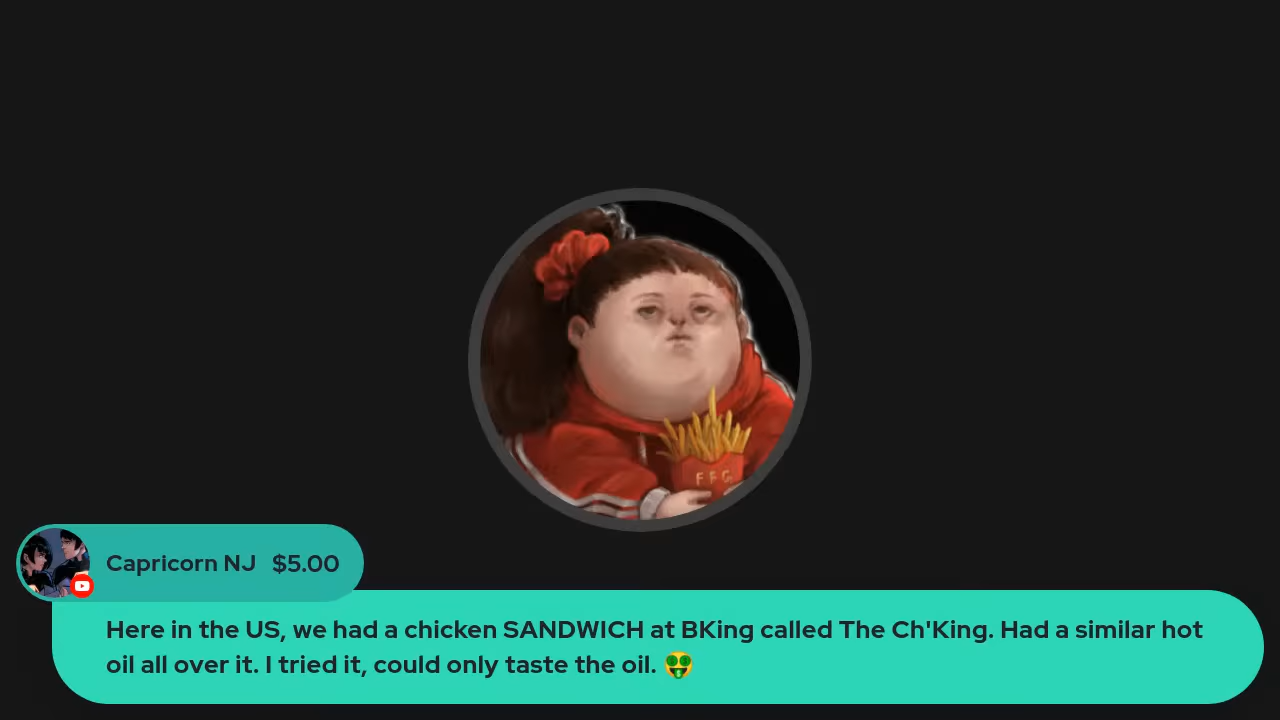 FFG
Capricorn NJ $5.00
Here in the US, we had a chicken SANDWICH at BKing called The Ch'King. Had a similar hot
oil all over it. I tried it, could only taste the oil. 🤑